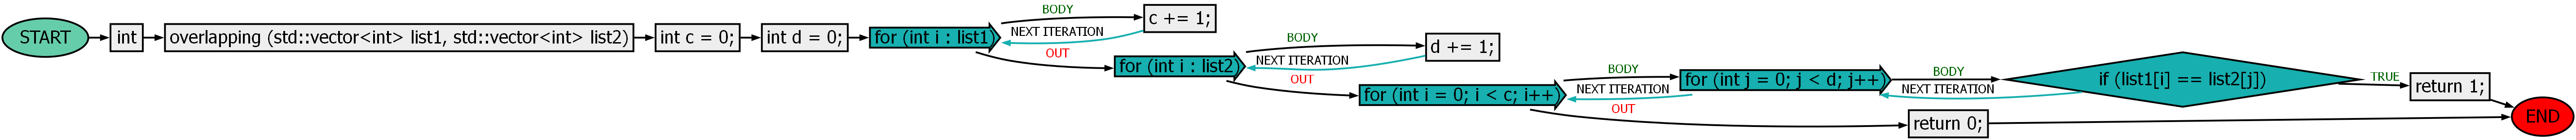 START
int
overlapping (std::vector<int> list1, std::vector<int> list2)
int c = 0;
int d = 0;
for (int i : list1)
BODY
NEXT ITERATION
OUT
c += 1;
for (int i : list2)
BODY
NEXT ITERATION
OUT
d += 1;
for (int i = 0; i < c; i++)
BODY
NEXT ITERATION
OUT
for (int j = 0; j < d; j++)
BODY
NEXT ITERATION
if (list1[i] == list2[j])
TRUE
return 1;
return 0;
END